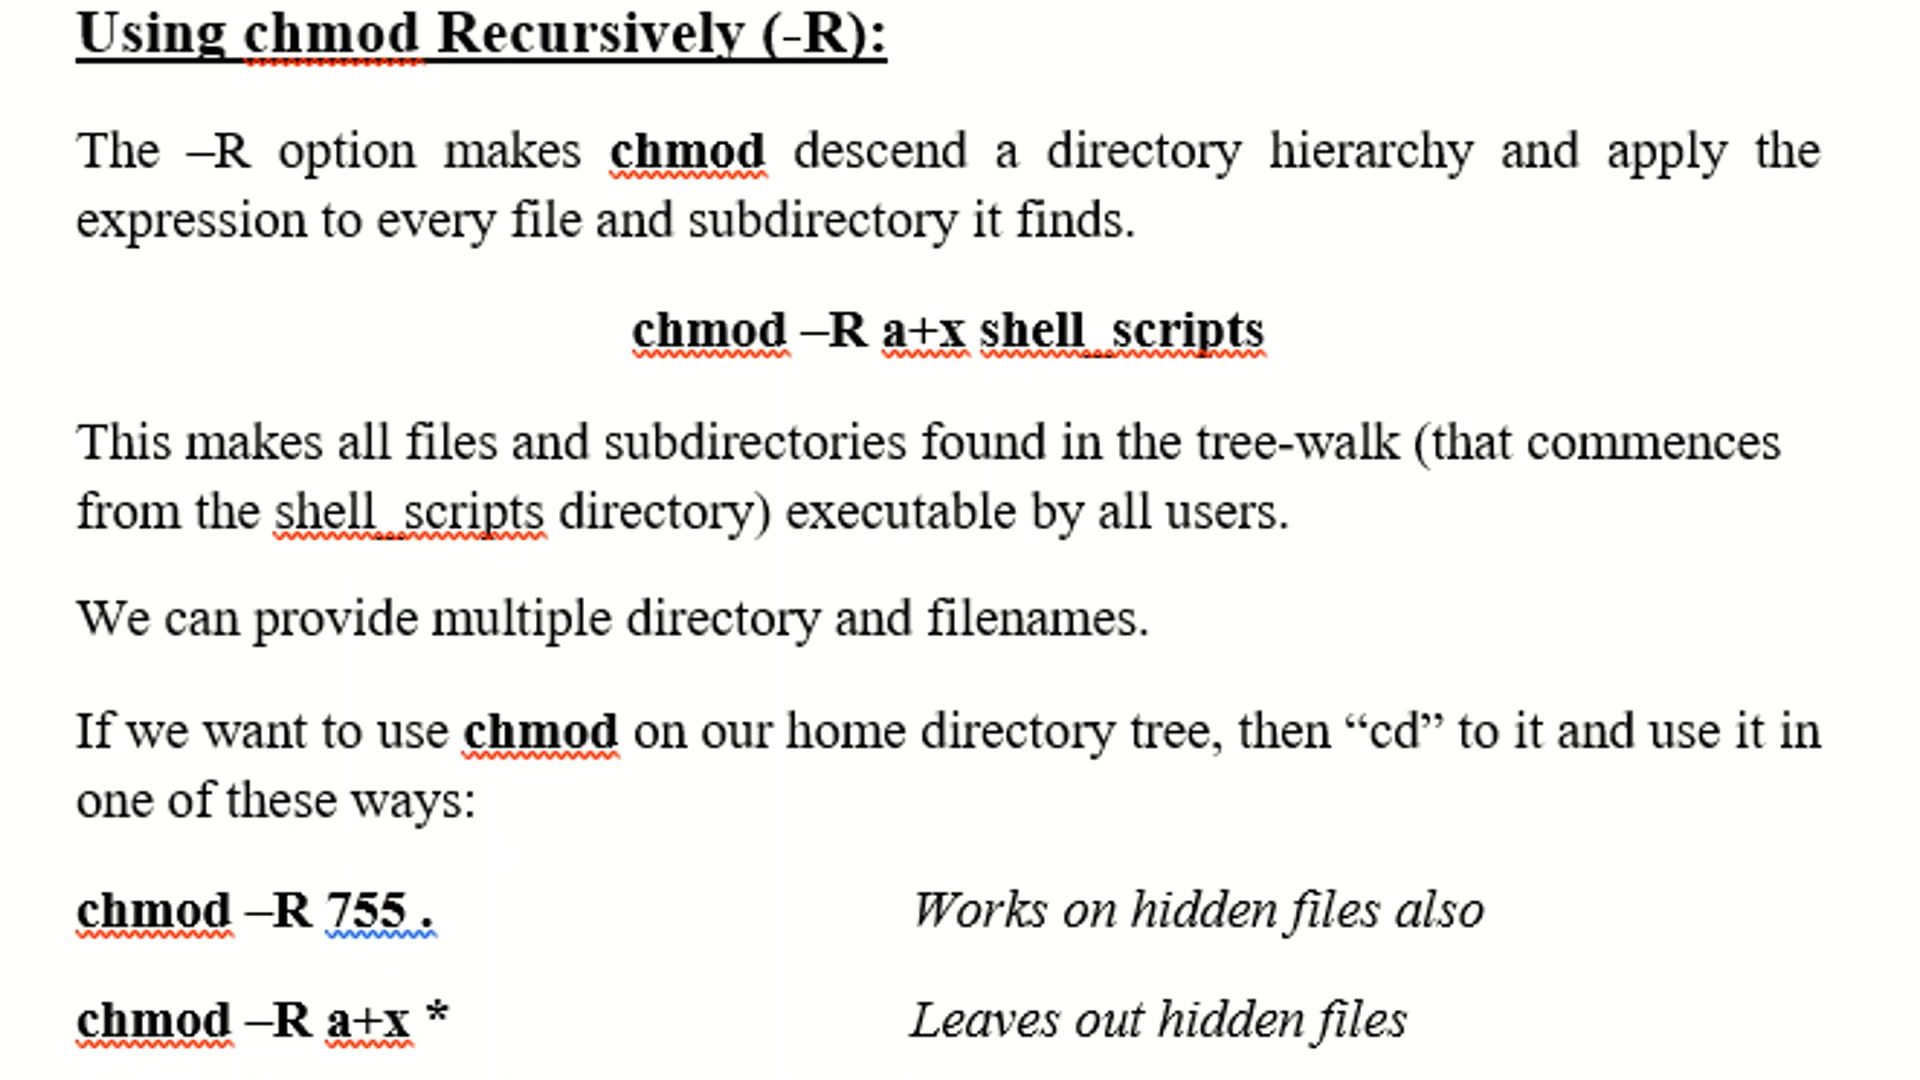 Using chmod Recursively (-R):
The –R option makes chmod descend a directory hierarchy and apply the
expression to every file and subdirectory it finds.
chmod –R a+x shell_scripts
This makes all files and subdirectories found in the tree-walk (that commences
from the shell_scripts directory) executable by all users.
We can provide multiple directory and filenames.
If we want to use chmod on our home directory tree, then “cd” to it and use it in
one of these ways:
chmod –R 755 . Works on hidden files also
chmod –R a+x * Leaves out hidden files